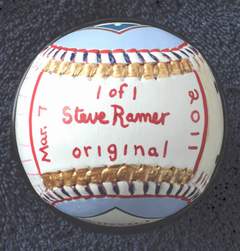 1 of 1
Steve Ramer
original
Mar. 7
2011